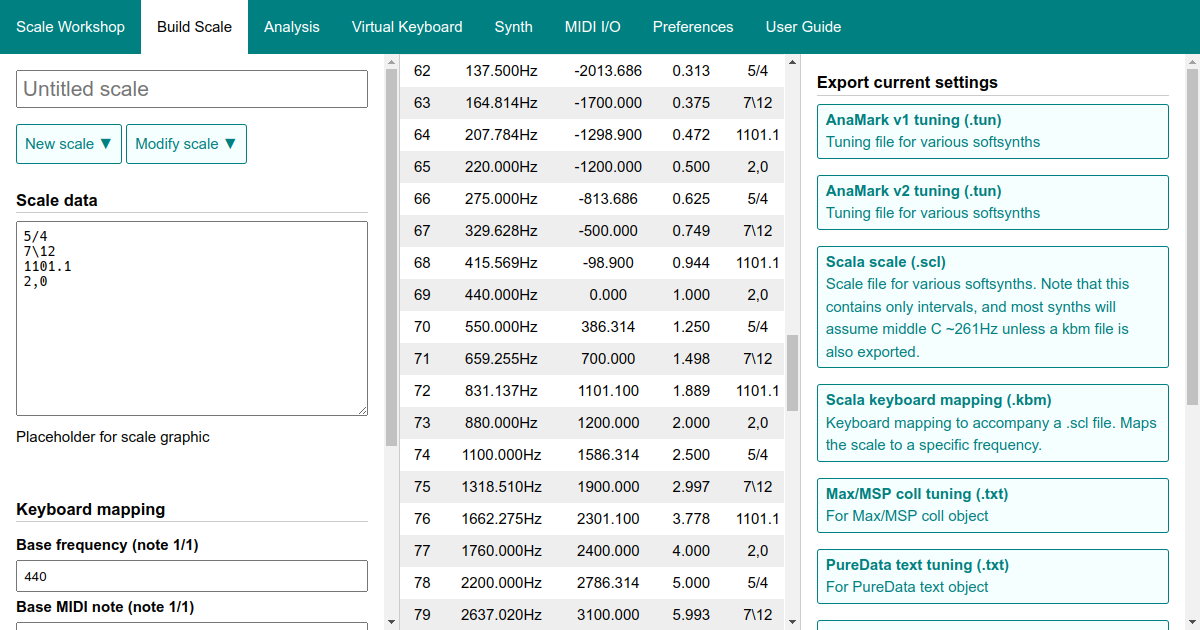 Scale Workshop Build Scale Analysis Virtual Keyboard Synth MIDI I/O Preferences User Guide
Untitled scale
New scale ▼ Modify scale ▼
Scale data
5/4
7\12
1101.1
2,0
Placeholder for scale graphic
Keyboard mapping
Base frequency (note 1/1)
440
Base MIDI note (note 1/1)
62 137.500Hz -2013.686 0.313 5/4
63 164.814Hz -1700.000 0.375 7\12
64 207.784Hz -1298.900 0.472 1101.1
65 220.000Hz -1200.000 0.500 2,0
66 275.000Hz -813.686 0.625 5/4
67 329.628Hz -500.000 0.749 7\12
68 415.569Hz -98.900 0.944 1101.1
69 440.000Hz 0.000 1.000 2,0
70 550.000Hz 386.314 1.250 5/4
71 659.255Hz 700.000 1.498 7\12
72 831.137Hz 1101.100 1.889 1101.1
73 880.000Hz 1200.000 2.000 2,0
74 1100.000Hz 1586.314 2.500 5/4
75 1318.510Hz 1900.000 2.997 7\12
76 1662.275Hz 2301.100 3.778 1101.1
77 1760.000Hz 2400.000 4.000 2,0
78 2200.000Hz 2786.314 5.000 5/4
79 2637.020Hz 3100.000 5.993 7\12
Export current settings
AnaMark v1 tuning (.tun)
Tuning file for various softsynths
AnaMark v2 tuning (.tun)
Tuning file for various softsynths
Scala scale (.scl)
Scale file for various softsynths. Note that this
contains only intervals, and most synths will
assume middle C ~261Hz unless a kbm file is
also exported.
Scala keyboard mapping (.kbm)
Keyboard mapping to accompany a .scl file. Maps
the scale to a specific frequency.
Max/MSP coll tuning (.txt)
For Max/MSP coll object
PureData text tuning (.txt)
For PureData text object